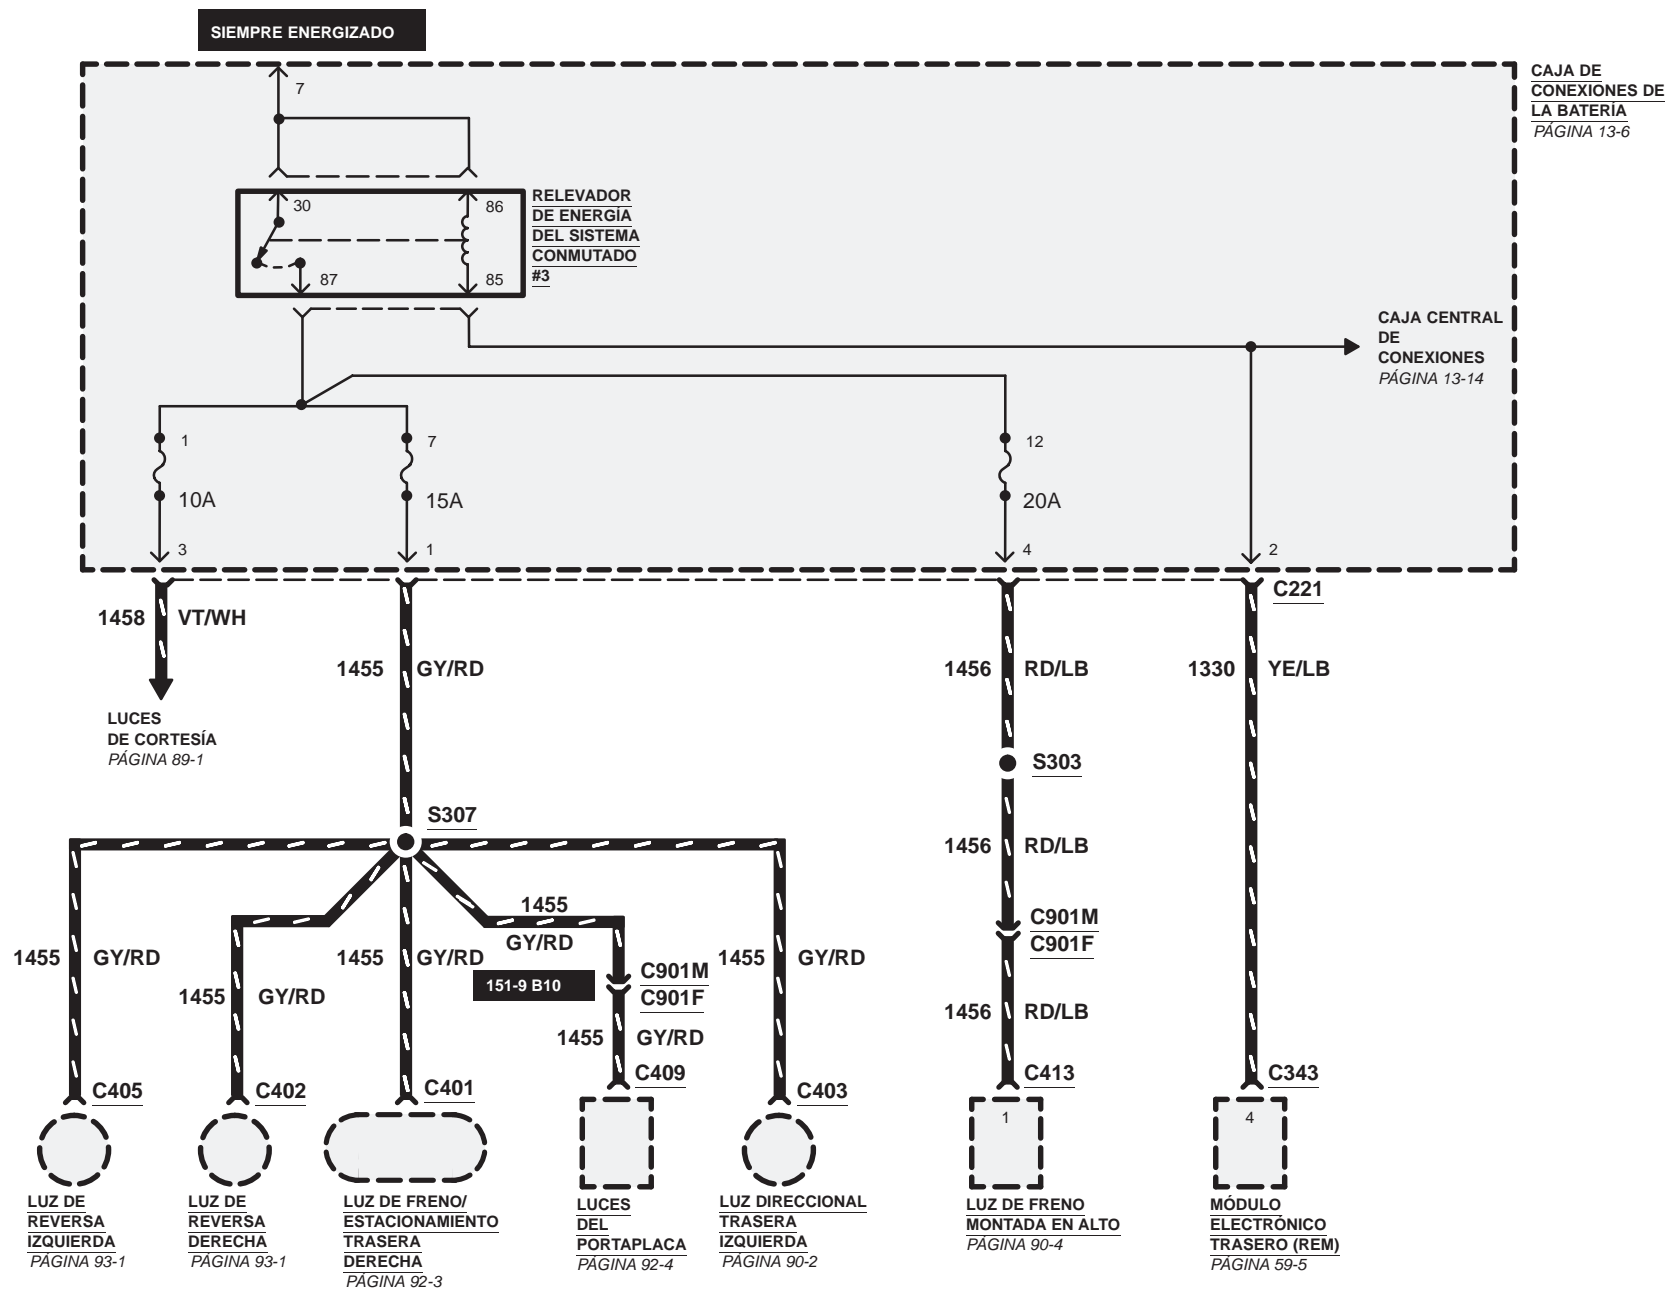 SIEMPRE ENERGIZADO
CAJA DE
CONEXIONES DE
LA BATERÍA
PÁGINA 13-6
7
30
86
87
85
RELEVADOR
DE ENERGÍA
DEL SISTEMA
CONMUTADO
#3
CAJA CENTRAL
DE
CONEXIONES
PÁGINA 13-14
1
7
12
10A
15A
20A
3
1
4
2
C221
1458 VT/WH
1455 GY/RD
1456 RD/LB
1330 YE/LB
LUCES
DE CORTESÍA
PÁGINA 89-1
S303
S307
1456 RD/LB
1455
GY/RD
C901M
C901F
1455 GY/RD
1455 GY/RD
1455 GY/RD
1455 GY/RD
151-9 B10
C901M
C901F
1456 RD/LB
1455 GY/RD
C405
C402
C401
C409
C403
C413
C343
1
4
LUZ DE
REVERSA
IZQUIERDA
PÁGINA 93-1
LUZ DE
REVERSA
DERECHA
PÁGINA 93-1
LUZ DE FRENO/
ESTACIONAMIENTO
TRASERA
DERECHA
PÁGINA 92-3
LUCES
DEL
PORTAPLACA
PÁGINA 92-4
LUZ DIRECCIONAL
TRASERA
IZQUIERDA
PÁGINA 90-2
LUZ DE FRENO
MONTADA EN ALTO
PÁGINA 90-4
MÓDULO
ELECTRÓNICO
TRASERO (REM)
PÁGINA 59-5